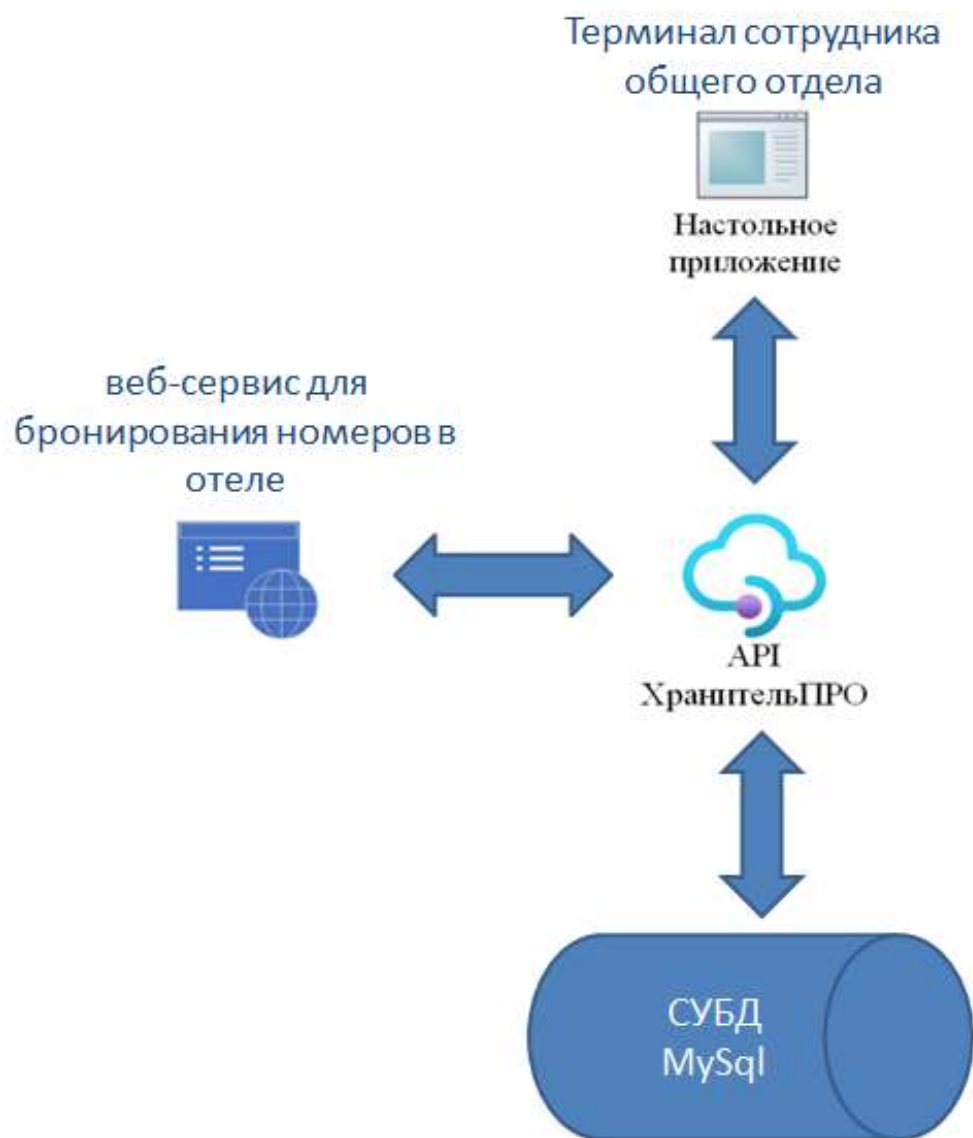 Терминал сотрудника
общего отдела
Настольное
приложение
веб-сервис для
бронирования номеров в
отеле
API
ХранительПРО
СУБД
MySql